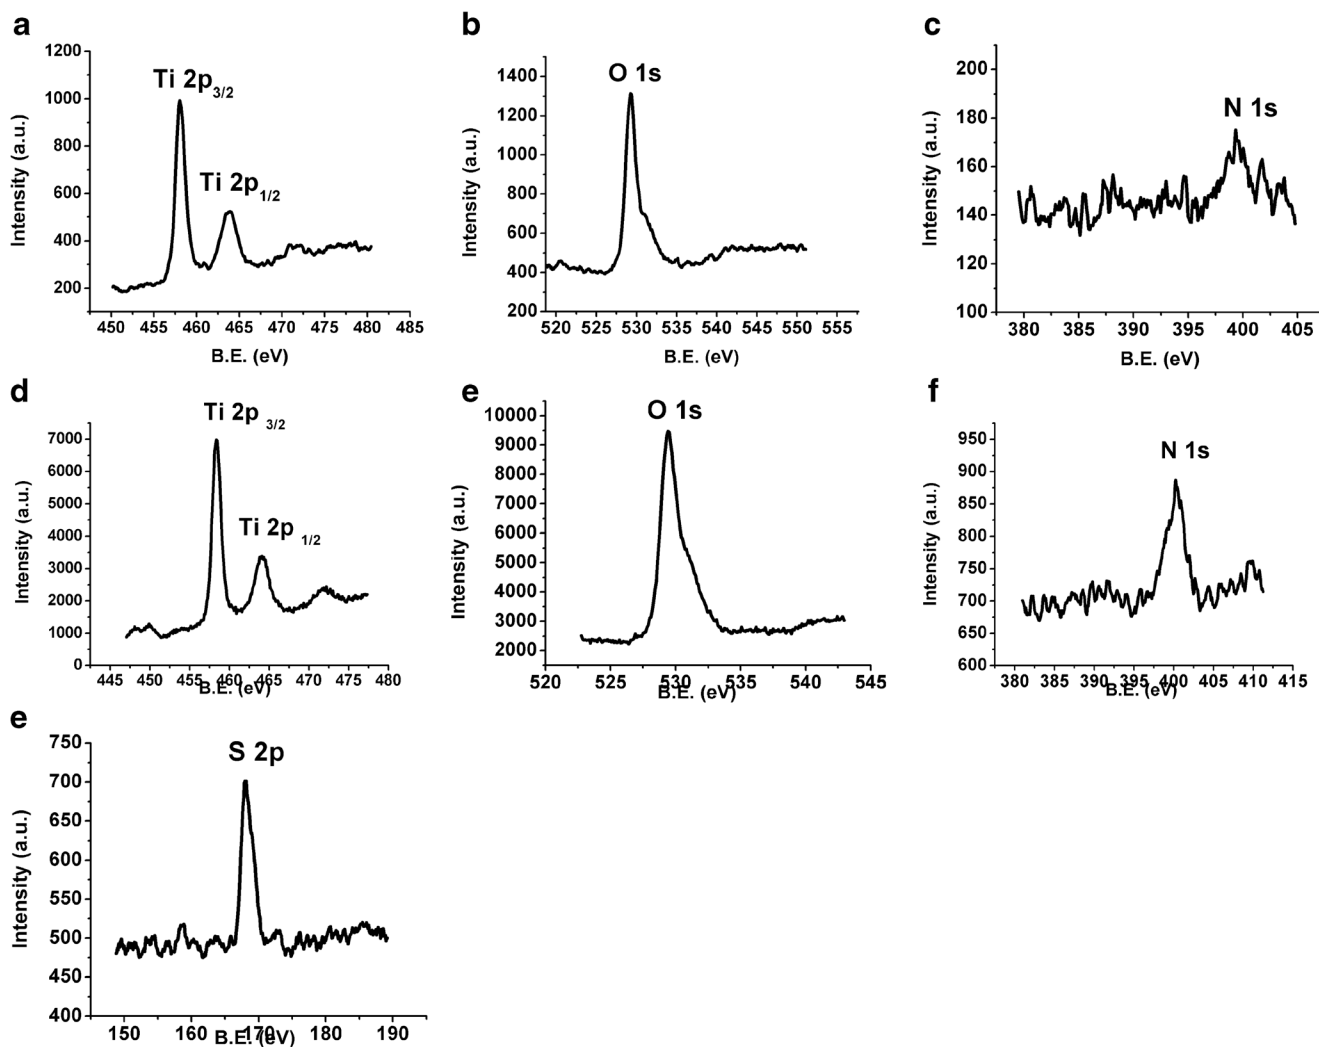 a
1200
1000
800
600
400
200
Intensity (a.u.)
Ti 2p3/2
Ti 2p1/2
450 455 460 465 470 475 480 485
B.E. (eV)
b
1400
1200
1000
800
600
400
200
Intensity (a.u.)
O 1s
520 525 530 535 540 545 550 555
B.E. (eV)
c
200
180
160
140
120
100
Intensity (a.u.)
N 1s
380 385 390 395 400 405
B.E. (eV)
d
7000
6000
5000
4000
3000
2000
1000
0
Intensity (a.u.)
Ti 2p 3/2
Ti 2p 1/2
445 450 455 460 465 470 475 480
B.E. (eV)
e
10000
9000
8000
7000
6000
5000
4000
3000
2000
Intensity (a.u.)
O 1s
520 525 530 535 540 545
B.E. (eV)
f
950
900
850
800
750
700
650
600
Intensity (a.u.)
N 1s
380 385 390 395 400 405 410 415
B.E. (eV)
e
750
700
650
600
550
500
450
400
Intensity (a.u.)
S 2p
150 160 170 180 190
B.E. (eV)